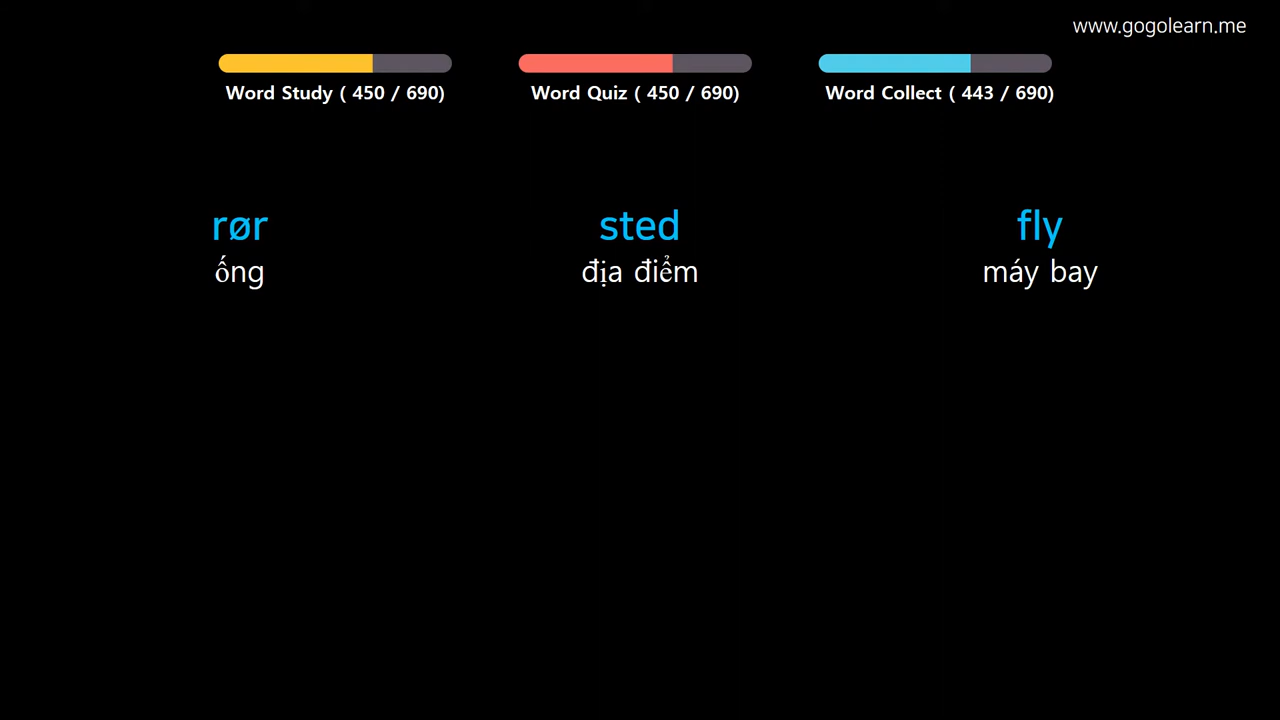 www.gogolearn.me
Word Study ( 450 / 690)
Word Quiz ( 450 / 690)
Word Collect ( 443 / 690)
rør
ống
sted
địa điểm
fly
máy bay